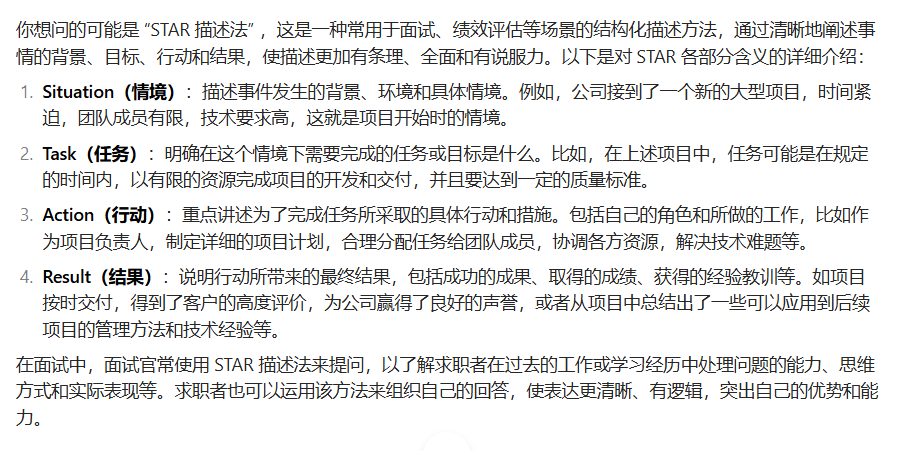 你想问的可能是 “STAR 描述法” ，这是一种常用于面试、绩效评估等场景的结构化描述方法，通过清晰地阐述事
情的背景、目标、行动和结果，使描述更加有条理、全面和有说服力。以下是对 STAR 各部分含义的详细介绍：
1. Situation（情境）：描述事件发生的背景、环境和具体情境。例如，公司接到了一个新的大型项目，时间紧
迫，团队成员有限，技术要求高，这就是项目开始时的情境。
2. Task（任务）：明确在这个情境下需要完成的任务或目标是什么。比如，在上述项目中，任务可能是在规定
的时间内，以有限的资源完成项目的开发和交付，并且要达到一定的质量标准。
3. Action（行动）：重点讲述为了完成任务所采取的具体行动和措施。包括自己的角色和所做的工作，比如作
为项目负责人，制定详细的项目计划，合理分配任务给团队成员，协调各方资源，解决技术难题等。
4. Result（结果）：说明行动所带来的最终结果，包括成功的成果、取得的成绩、获得的经验教训等。如项目
按时交付，得到了客户的高度评价，为公司赢得了良好的声誉，或者从项目中总结出了一些可以应用到后续
项目的管理方法和技术经验等。
在面试中，面试官常使用 STAR 描述法来提问，以了解求职者在过去的工作或学习经历中处理问题的能力、思维
方式和实际表现等。求职者也可以运用该方法来组织自己的回答，使表达更清晰、有逻辑，突出自己的优势和能
力。